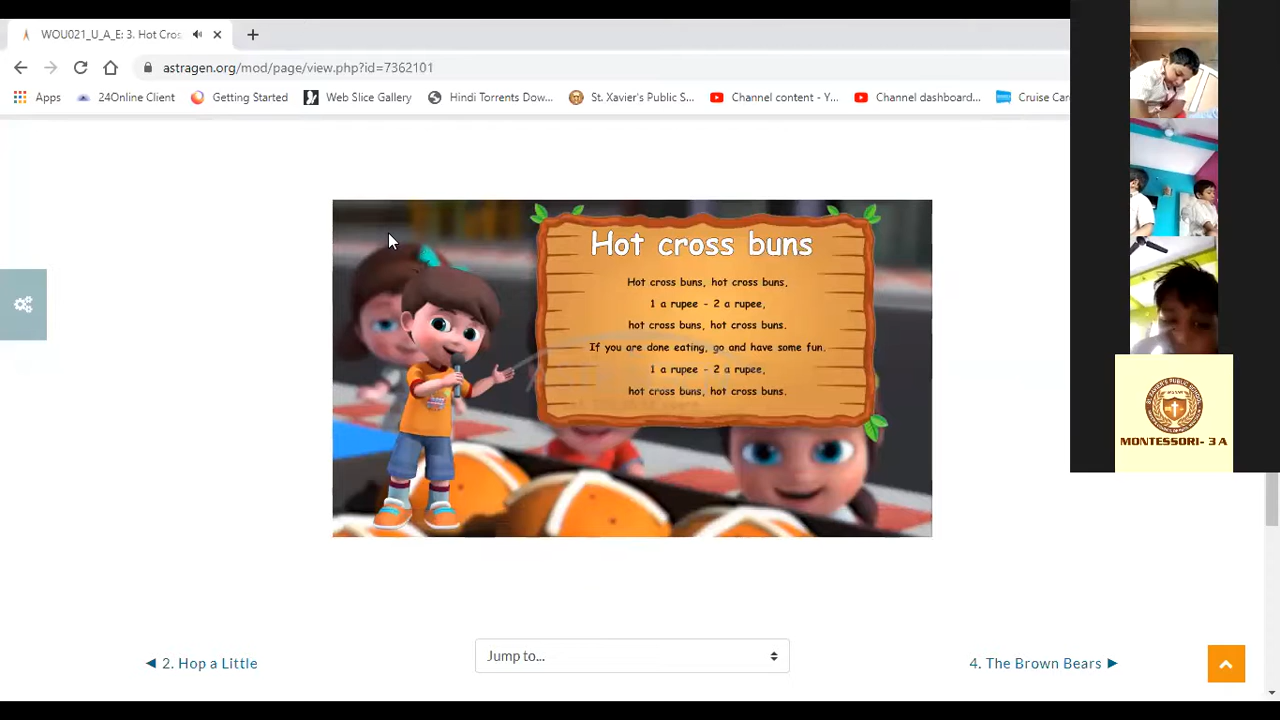 WOU021_U_A_E: 3. Hot Cros
astragen.org/mod/page/view.php?id=7362101
Apps 24Online Client Getting Started Web Slice Gallery Hindi Torrents Dow... St. Xavier's Public S... Channel content - Y... Channel dashboard... Cruise Car
Hot cross buns
Hot cross buns, hot cross buns,
1 a rupee - 2 a rupee,
hot cross buns, hot cross buns.
If you are done eating, go and have some fun.
1 a rupee - 2 a rupee,
hot cross buns, hot cross buns.
MONTESSORI- 3 A
◄ 2. Hop a Little
Jump to...
4. The Brown Bears ►